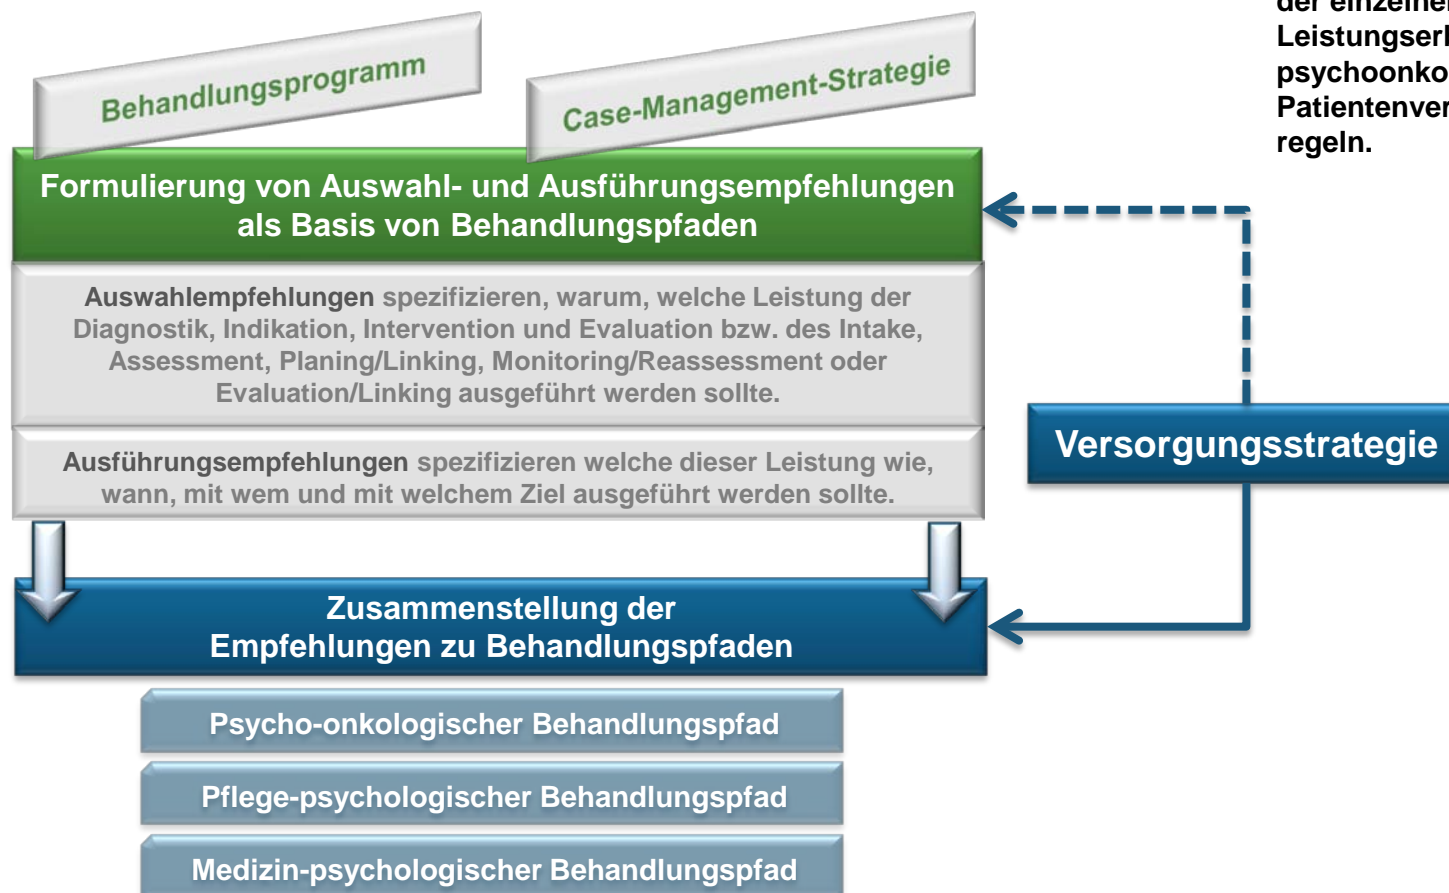 der einzelnen
psychoonko
regeln.
Behandlungsprogramm
Case-Management-Strategie
Formulierung von Auswahl- und Ausführungsempfehlungen
als Basis von Behandlungspfaden
Auswahlempfehlungen spezifizieren, warum, welche Leistung der
Diagnostik, Indikation, Intervention und Evaluation bzw. des Intake,
Assessment, Planing/Linking, Monitoring/Reassessment oder
Evaluation/Linking ausgeführt werden sollte.
Ausführungsempfehlungen spezifizieren welche dieser Leistung wie,
wann, mit wem und mit welchem Ziel ausgeführt werden sollte.
Versorgungsstrategie
Zusammenstellung der
Empfehlungen zu Behandlungspfaden
Psycho-onkologischer Behandlungspfad
Pflege-psychologischer Behandlungspfad
Medizin-psychologischer Behandlungspfad